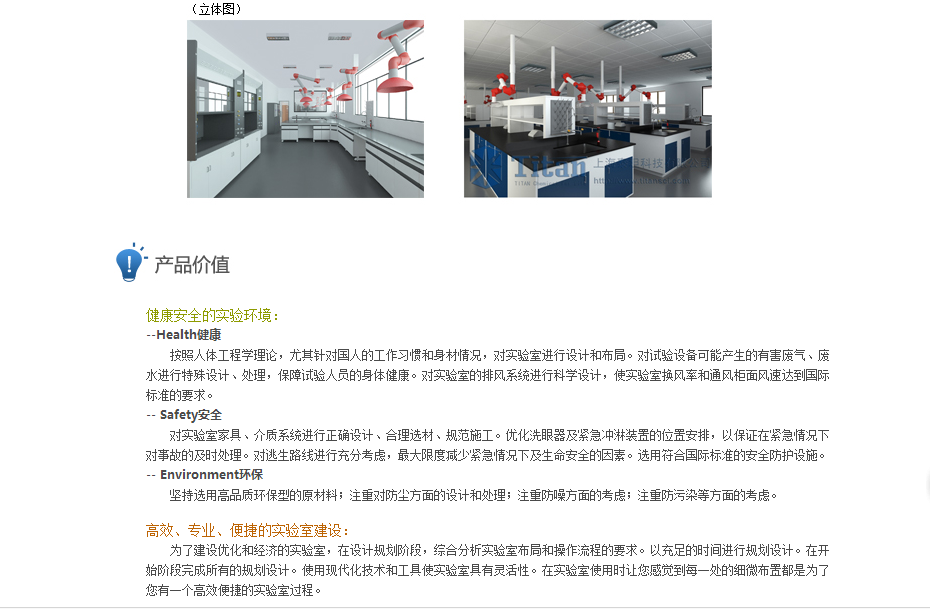 （立体图）
Titan
上海
科技
TITAN
http://www.
产品价值
健康安全的实验环境：
--Health健康
按照人体工程学理论，尤其针对国人的工作习惯和身材情况，对实验室进行设计和布局。对试验设备可能产生的有害废气、废
水进行特殊设计、处理，保障试验人员的身体健康。对实验室的排风系统进行科学设计，使实验室换风率和通风柜面风速达到国际
标准的要求。
-- Safety安全
对实验室家具、介质系统进行正确设计、合理选材、规范施工。优化洗眼器及紧急冲淋装置的位置安排，以保证在紧急情况下
对事故的及时处理。对逃生路线进行充分考虑，最大限度减少紧急情况下及生命安全的因素。选用符合国际标准的安全防护设施。
-- Environment环保
坚持选用高品质环保型的原材料；注重对防尘方面的设计和处理；注重防噪方面的考虑；注重防污染等方面的考虑。
高效、专业、便捷的实验室建设：
为了建设优化和经济的实验室，在设计规划阶段，综合分析实验室布局和操作流程的要求。以充足的时间进行规划设计。在开
始阶段完成所有的规划设计。使用现代化技术和工具使实验室具有灵活性。在实验室使用时让您感觉到每一处的细微布置都是为了
您有一个高效便捷的实验室过程。